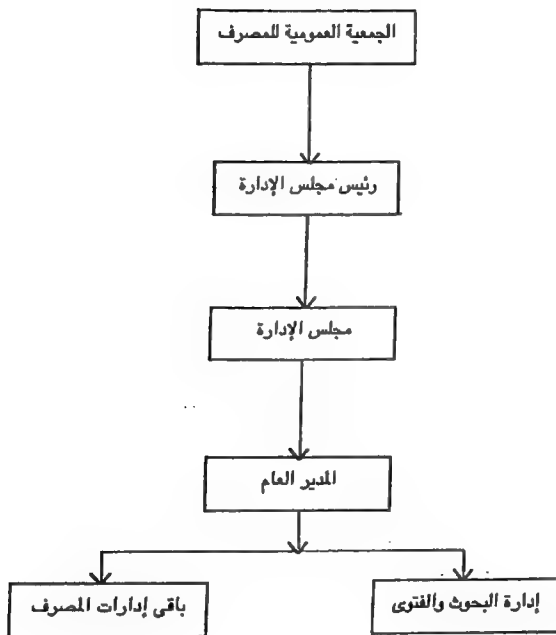 الجمعية العمومية للمصرف
رئيس مجلس الإدارة
مجلس الإدارة
المدير العام
إدارة البحوث والفتوى
باقى إدارات المصرف